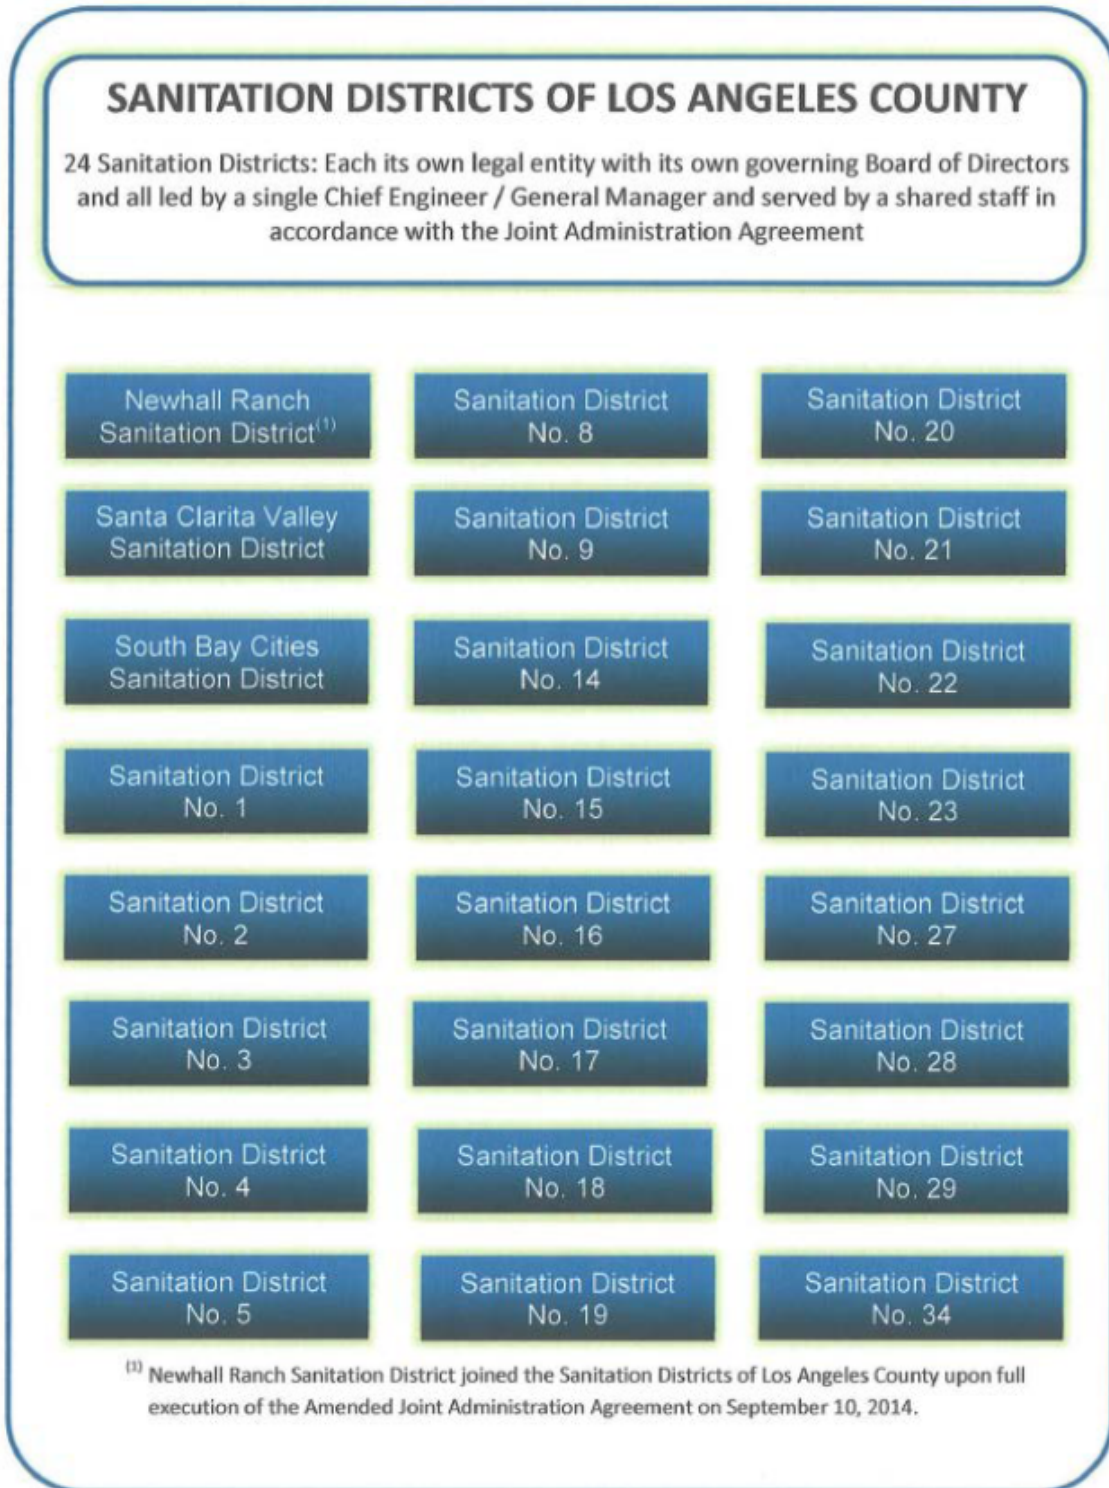 SANITATION DISTRICTS OF LOS ANGELES COUNTY
24 Sanitation Districts: Each its own legal entity with its own governing Board of Directors
and all led by a single Chief Engineer / General Manager and served by a shared staff in
accordance with the Joint Administration Agreement
Newhall Ranch
Sanitation District(1)
Santa Clarita Valley
Sanitation District
South Bay Cities
Sanitation District
Sanitation District
No. 1
Sanitation District
No. 2
Sanitation District
No. 3
Sanitation District
No. 4
Sanitation District
No. 5
Sanitation District
No. 8
Sanitation District
No. 9
Sanitation District
No. 14
Sanitation District
No. 15
Sanitation District
No. 16
Sanitation District
No. 17
Sanitation District
No. 18
Sanitation District
No. 19
Sanitation District
No. 20
Sanitation District
No. 21
Sanitation District
No. 22
Sanitation District
No. 23
Sanitation District
No. 27
Sanitation District
No. 28
Sanitation District
No. 29
Sanitation District
No. 34
(1) Newhall Ranch Sanitation District joined the Sanitation Districts of Los Angeles County upon full
execution of the Amended Joint Administration Agreement on September 10, 2014.